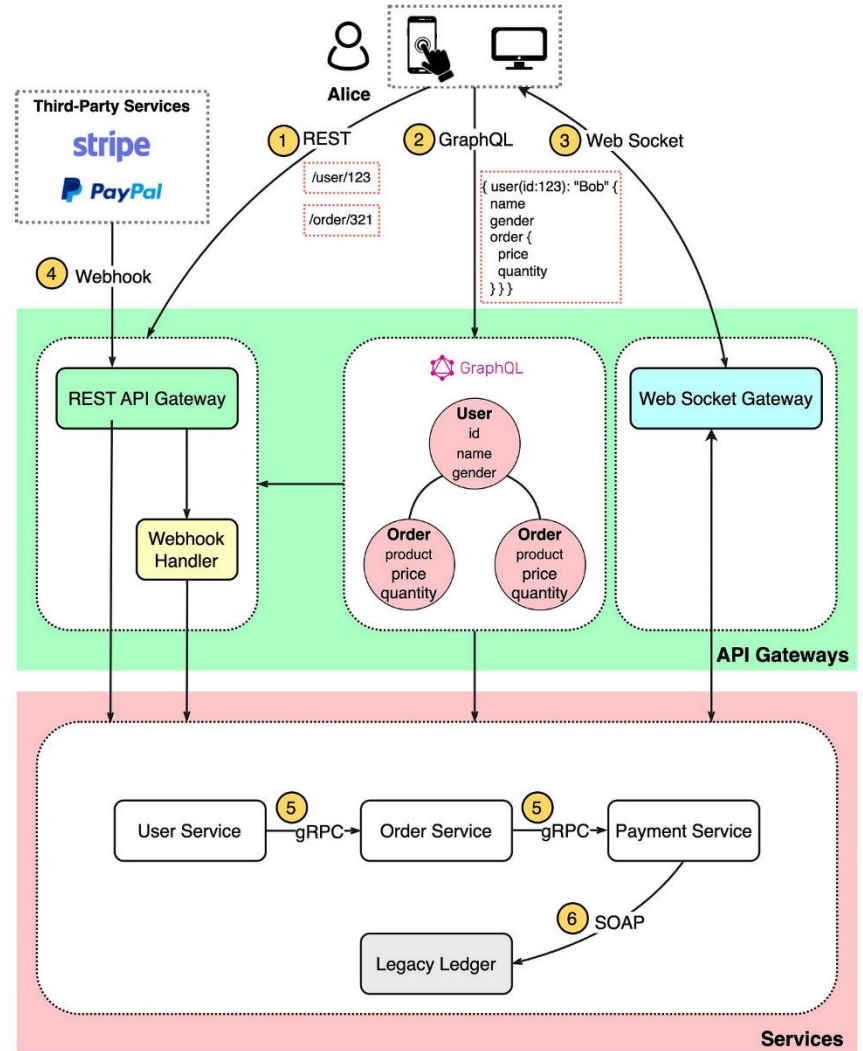 Alice
Third-Party Services
stripe
PayPal
1 REST
/user/123
/order/321
2 GraphQL
{ user(id:123): "Bob" {
name
gender
order {
price
quantity
} } }
3 Web Socket
4 Webhook
REST API Gateway
Webhook
Handler
GraphQL
User
id
name
gender
Order
product
price
quantity
Order
product
price
quantity
Web Socket Gateway
API Gateways
User Service
5
gRPC
Order Service
5
gRPC
Payment Service
6 SOAP
Legacy Ledger
Services